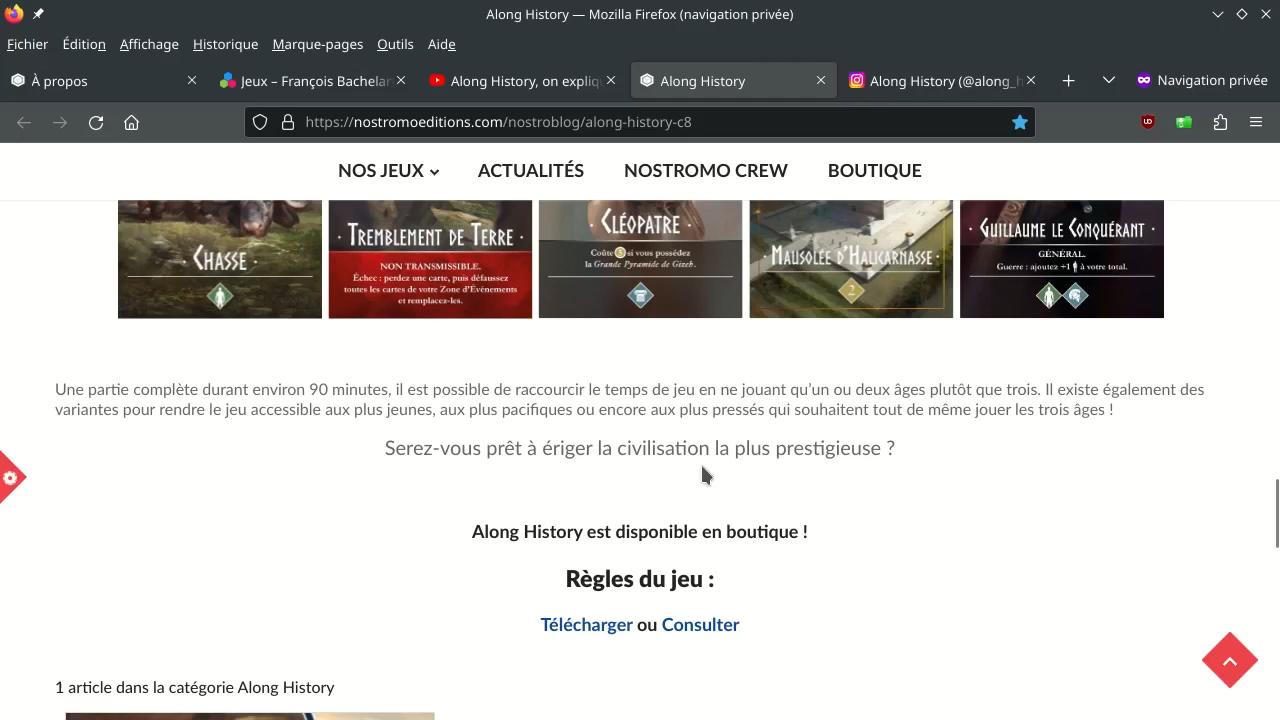 Along History — Mozilla Firefox (navigation privée)
Fichier Édition Affichage Historique Marque-pages Outils Aide
À propos
Jeux – François Bachelar
Along History, on expliq
Along History
Along History (@along_h
Navigation privée
https://nostromoeditions.com/nostroblog/along-history-c8
NOS JEUX
ACTUALITÉS
NOSTROMO CREW
BOUTIQUE
· CHASSE ·
· TREMBLEMENT DE TERRE ·
NON TRANSMISSIBLE.
Échec : perdez une carte, puis défaussez
toutes les cartes de votre Zone d'Événements
et remplacez-les.
· CLÉOPATRE ·
Coûte 5 si vous possédez
la Grande Pyramide de Gizeh.
· MAUSOLÉE D'HALICARNASSE ·
2
· GUILLAUME LE CONQUÉRANT ·
GÉNÉRAL.
Guerre : ajoutez +1 à votre total.
Une partie complète durant environ 90 minutes, il est possible de raccourcir le temps de jeu en ne jouant qu'un ou deux âges plutôt que trois. Il existe également des
variantes pour rendre le jeu accessible aux plus jeunes, aux plus pacifiques ou encore aux plus pressés qui souhaitent tout de même jouer les trois âges !
Serez-vous prêt à ériger la civilisation la plus prestigieuse ?
Along History est disponible en boutique !
Règles du jeu :
Télécharger ou Consulter
1 article dans la catégorie Along History